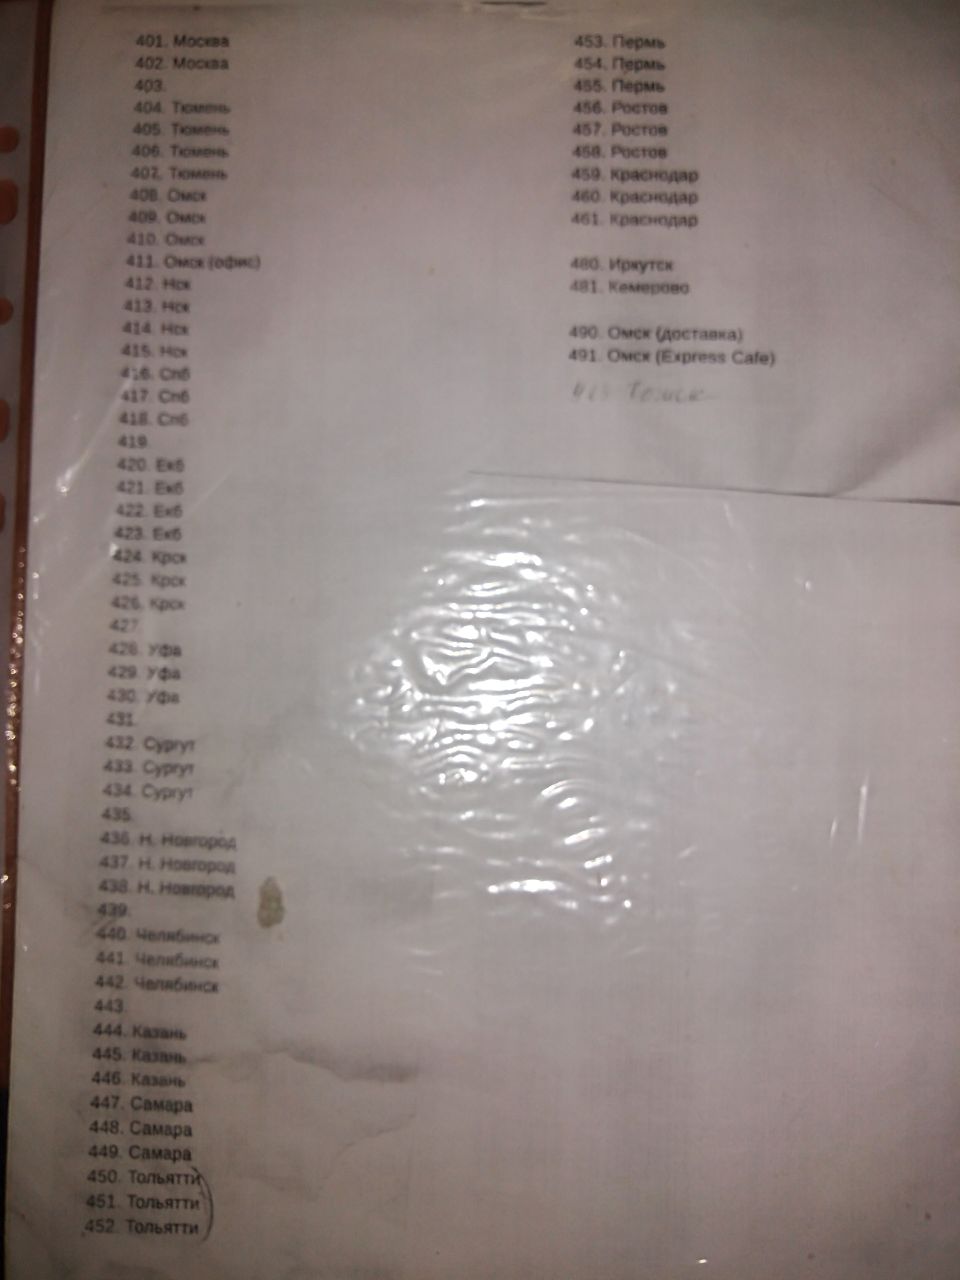 401. Москва
402. Москва
403.
404. Тюмень
405. Тюмень
406. Тюмень
407. Тюмень
408. Омск
409. Омск
410. Омск
411. Омск (офис)
412. Нск
413. Нск
414. Нск
415. Нск
416. Спб
417. Спб
418. Спб
419.
420. Екб
421. Екб
422. Екб
423. Екб
424. Крск
425. Крск
426. Крск
427.
428. Уфа
429. Уфа
430. Уфа
431.
432. Сургут
433. Сургут
434. Сургут
435.
436. Н. Новгород
437. Н. Новгород
438. Н. Новгород
439.
440. Челябинск
441. Челябинск
442. Челябинск
443.
444. Казань
445. Казань
446. Казань
447. Самара
448. Самара
449. Самара
450. Тольятти
451. Тольятти
452. Тольятти
453. Пермь
454. Пермь
455. Пермь
456. Ростов
457. Ростов
458. Ростов
459. Краснодар
460. Краснодар
461. Краснодар
480. Иркутск
481. Кемерово
490. Омск (доставка)
491. Омск (Express Cafe)
Томск